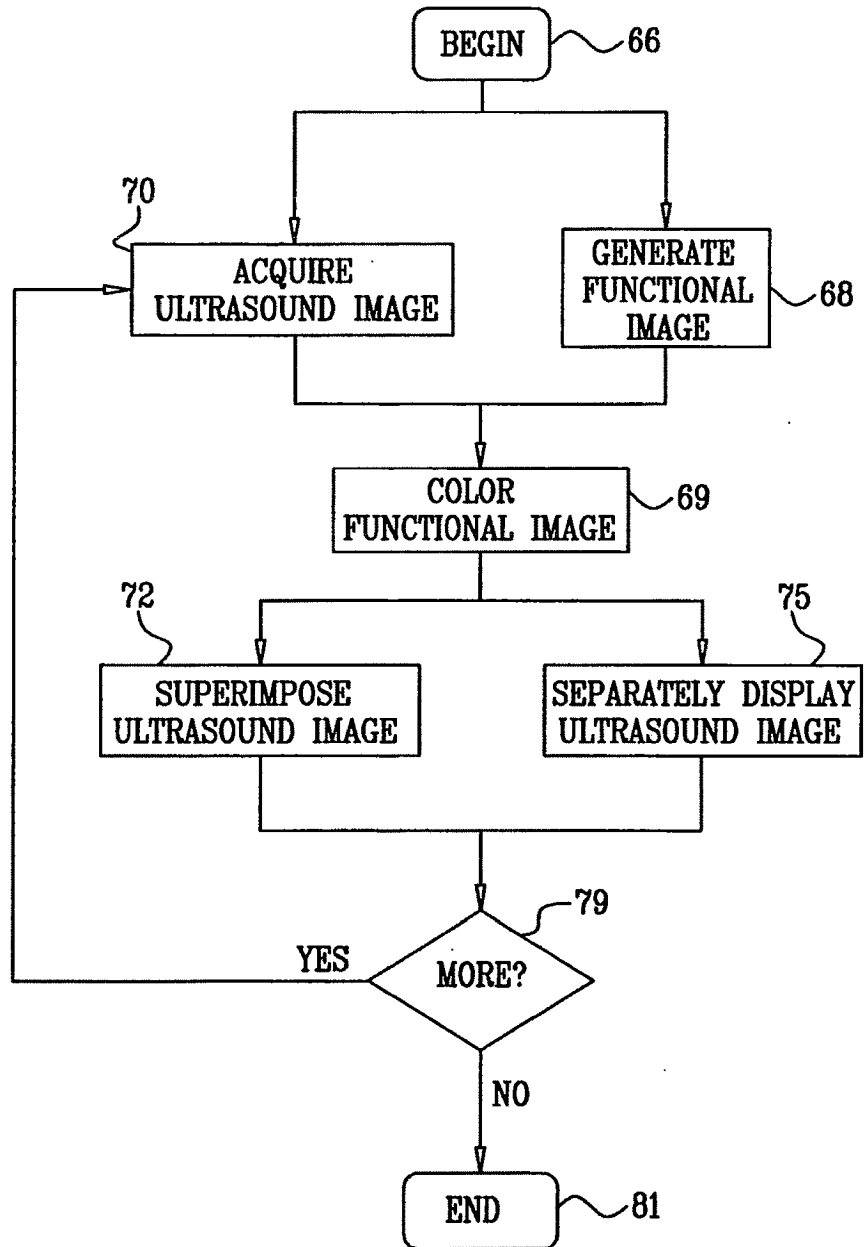 BEGIN
66
70
ACQUIRE
ULTRASOUND IMAGE
GENERATE
FUNCTIONAL
IMAGE
68
COLOR
FUNCTIONAL IMAGE
69
72
SUPERIMPOSE
ULTRASOUND IMAGE
75
SEPARATELY DISPLAY
ULTRASOUND IMAGE
79
MORE?
YES
NO
END
81